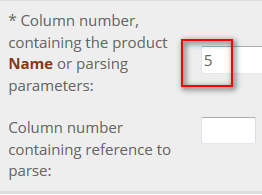 * Column number,
containing the product
Name or parsing
parameters:
5
Column number
containing reference to
parse: